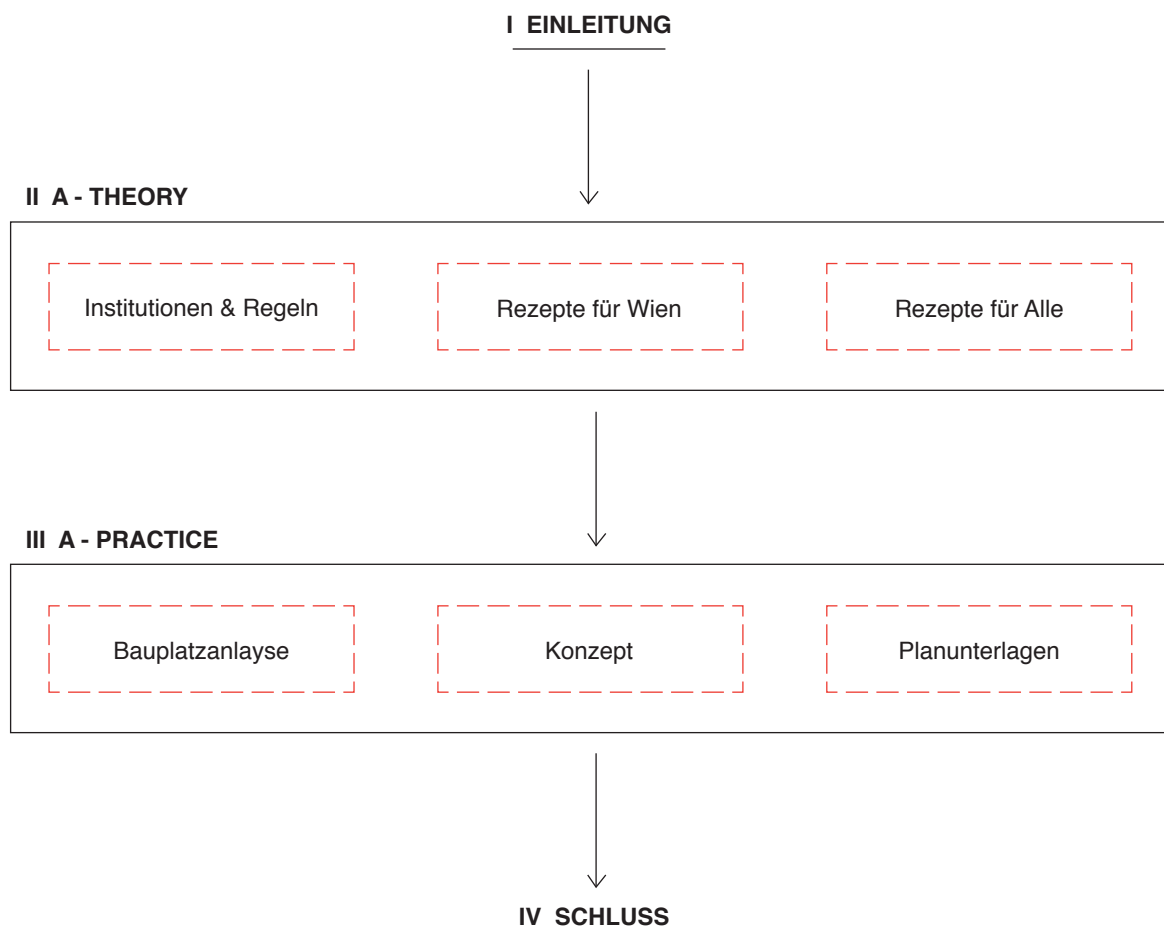 I EINLEITUNG
II A - THEORY
Institutionen & Regeln
Rezepte für Wien
Rezepte für Alle
III A - PRACTICE
Bauplatzanlayse
Konzept
Planunterlagen
IV SCHLUSS